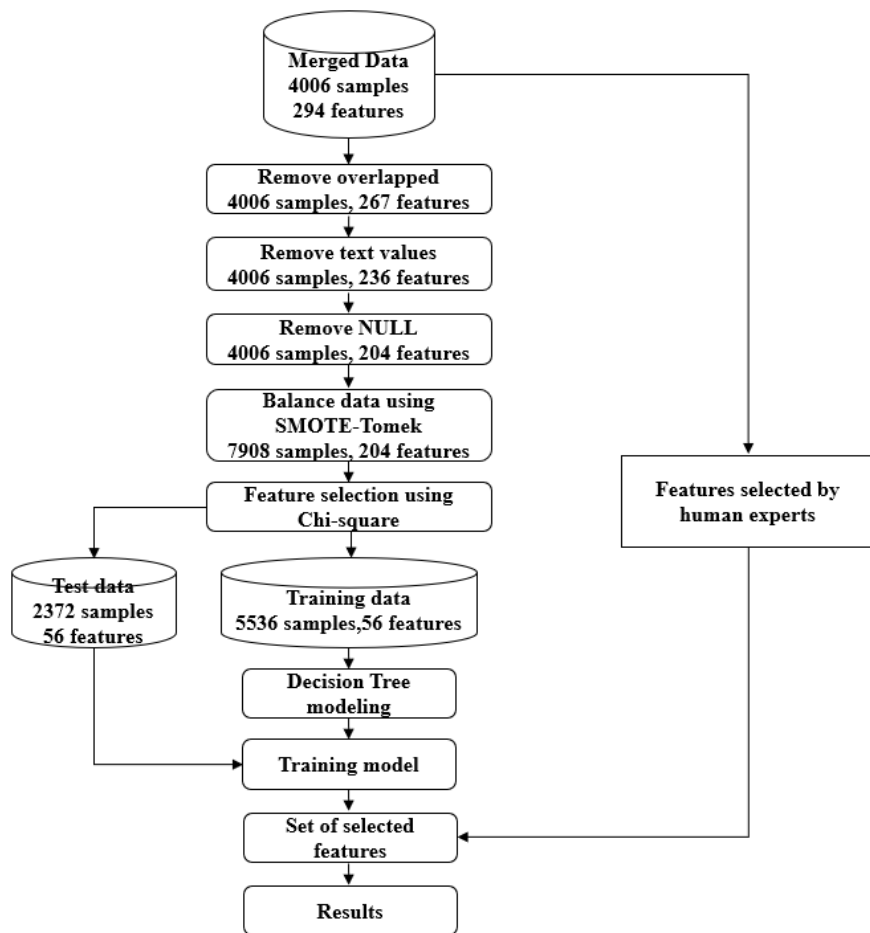 Merged Data
4006 samples
294 features
Remove overlapped
4006 samples, 267 features
Remove text values
4006 samples, 236 features
Remove NULL
4006 samples, 204 features
Balance data using
SMOTE-Tomek
7908 samples, 204 features
Feature selection using
Chi-square
Features selected by
human experts
Test data
2372 samples
56 features
Training data
5536 samples,56 features
Decision Tree
modeling
Training model
Set of selected
features
Results